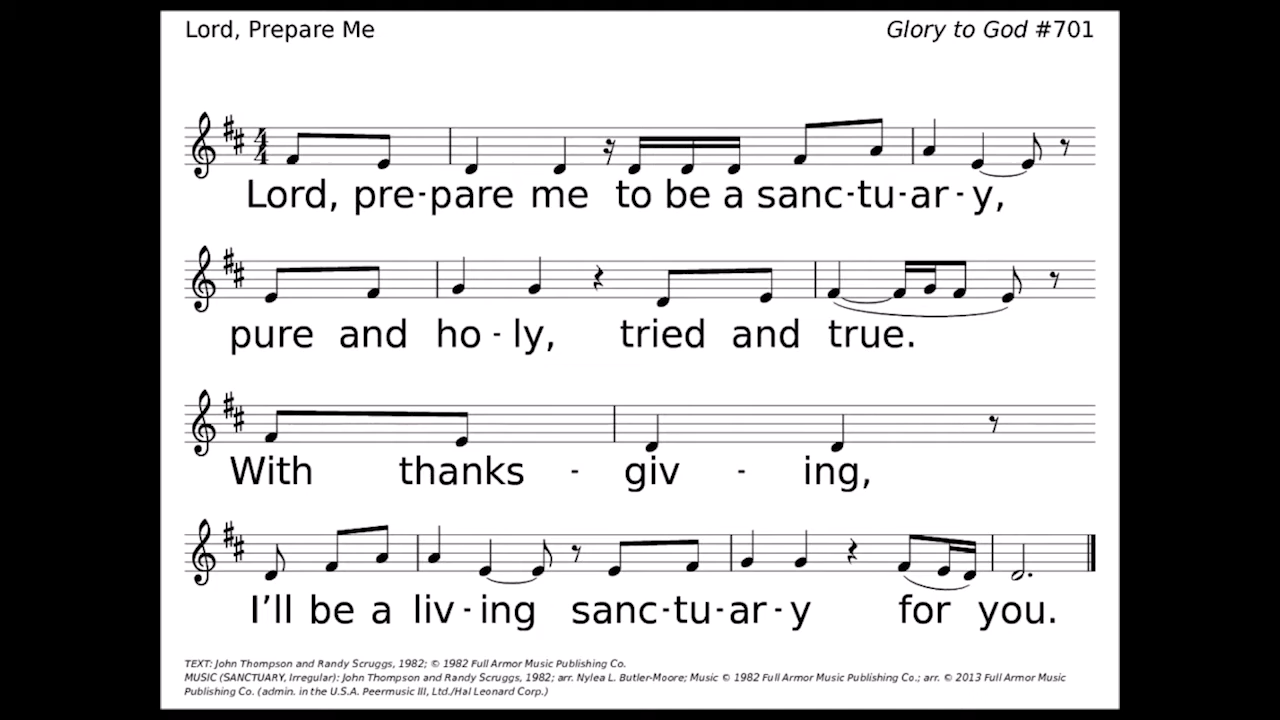 Lord, Prepare Me
Glory to God #701
4/4
Lord, pre-pare me to be a sanc-tu-ar-y,
pure and ho-ly, tried and true.
With thanks-giv-ing,
I’ll be a liv-ing sanc-tu-ar-y for you.
TEXT: John Thompson and Randy Scruggs, 1982; © 1982 Full Armor Music Publishing Co.
MUSIC (SANCTUARY, Irregular): John Thompson and Randy Scruggs, 1982; arr. Nylea L. Butler-Moore; Music © 1982 Full Armor Music Publishing Co.; arr. © 2013 Full Armor Music
Publishing Co. (admin. in the U.S.A. Peermusic III, Ltd./Hal Leonard Corp.)